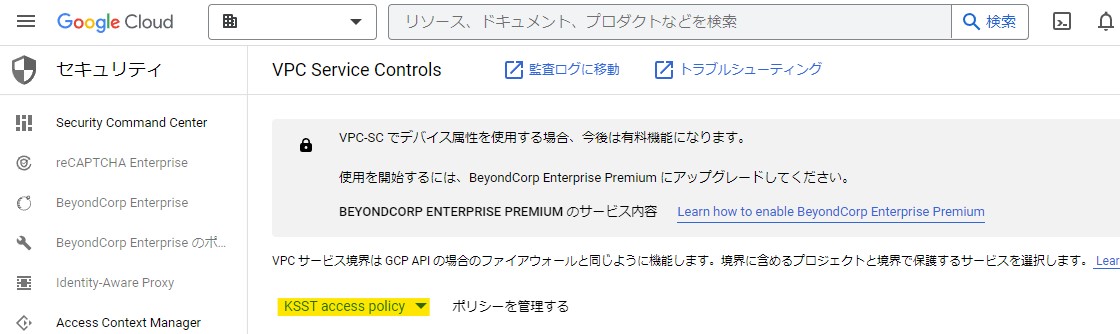 Google Cloud
リソース、ドキュメント、プロダクトなどを検索
検索
セキュリティ
VPC Service Controls
監査ログに移動
トラブルシューティング
Security Command Center
reCAPTCHA Enterprise
BeyondCorp Enterprise
BeyondCorp Enterprise のポ...
Identity-Aware Proxy
Access Context Manager
VPC-SC でデバイス属性を使用する場合、今後は有料機能になります。
使用を開始するには、BeyondCorp Enterprise Premium にアップグレードしてください。
BEYONDCORP ENTERPRISE PREMIUM のサービス内容 Learn how to enable BeyondCorp Enterprise Premium
VPC サービス境界は GCP API の場合のファイアウォールと同じように機能します。境界に含めるプロジェクトと境界で保護するサービスを選択します。 Lear
KSST access policy ポリシーを管理する